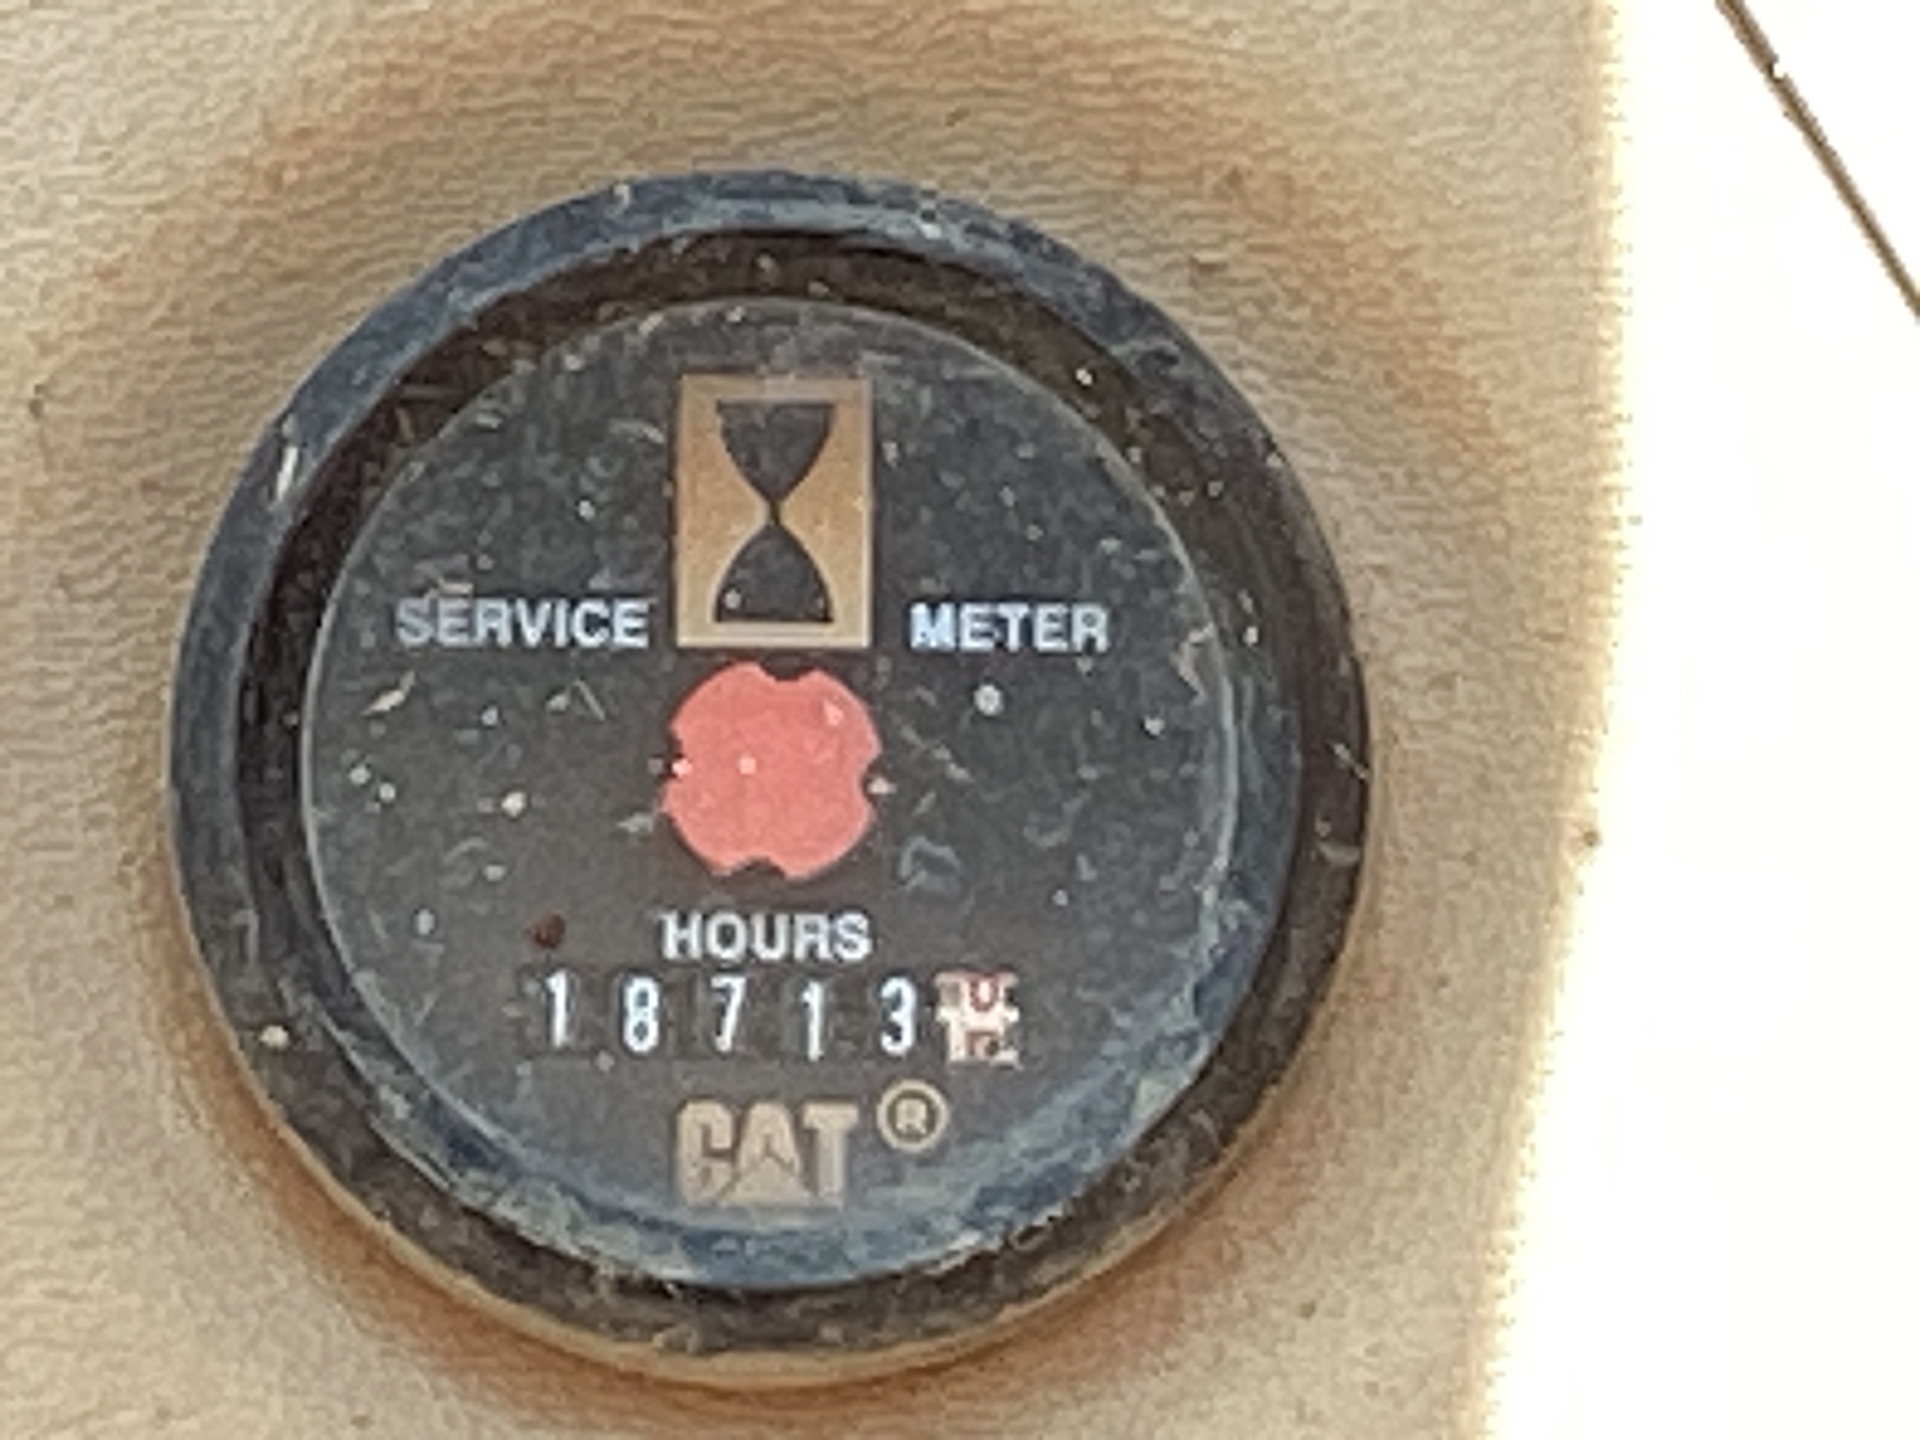 SERVICE METER
HOURS
18713
CAT ®